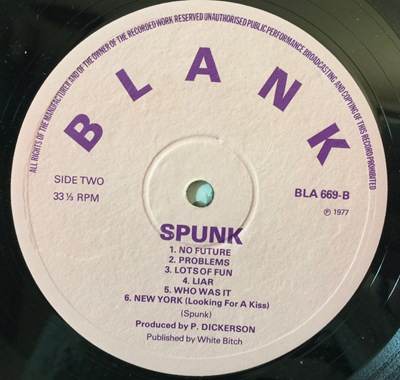 ALL RIGHTS OF THE MANUFACTURER AND OF THE OWNER OF THE RECORDED WORK RESERVED UNAUTHORISED PUBLIC PERFORMANCE BROADCASTING AND COPYING OF THIS RECORD PROHIBITED
BLANK
SIDE TWO
33⅓ RPM
BLA 669-B
℗ 1977
SPUNK
1. NO FUTURE
2. PROBLEMS
3. LOTS OF FUN
4. LIAR
5. WHO WAS IT
6. NEW YORK (Looking For A Kiss)
(Spunk)
Produced by P. DICKERSON
Published by White Bitch